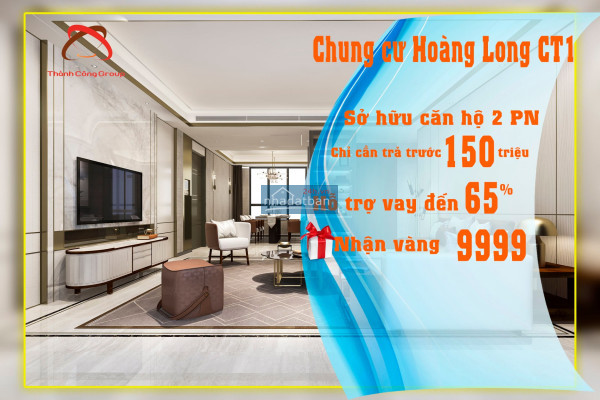 Thành Công Group
Chung cư Hoàng Long CT1
Sở hữu căn hộ 2 PN
Chỉ cần trả trước 150 triệu
trợ vay đến 65%
Nhận vàng 9999